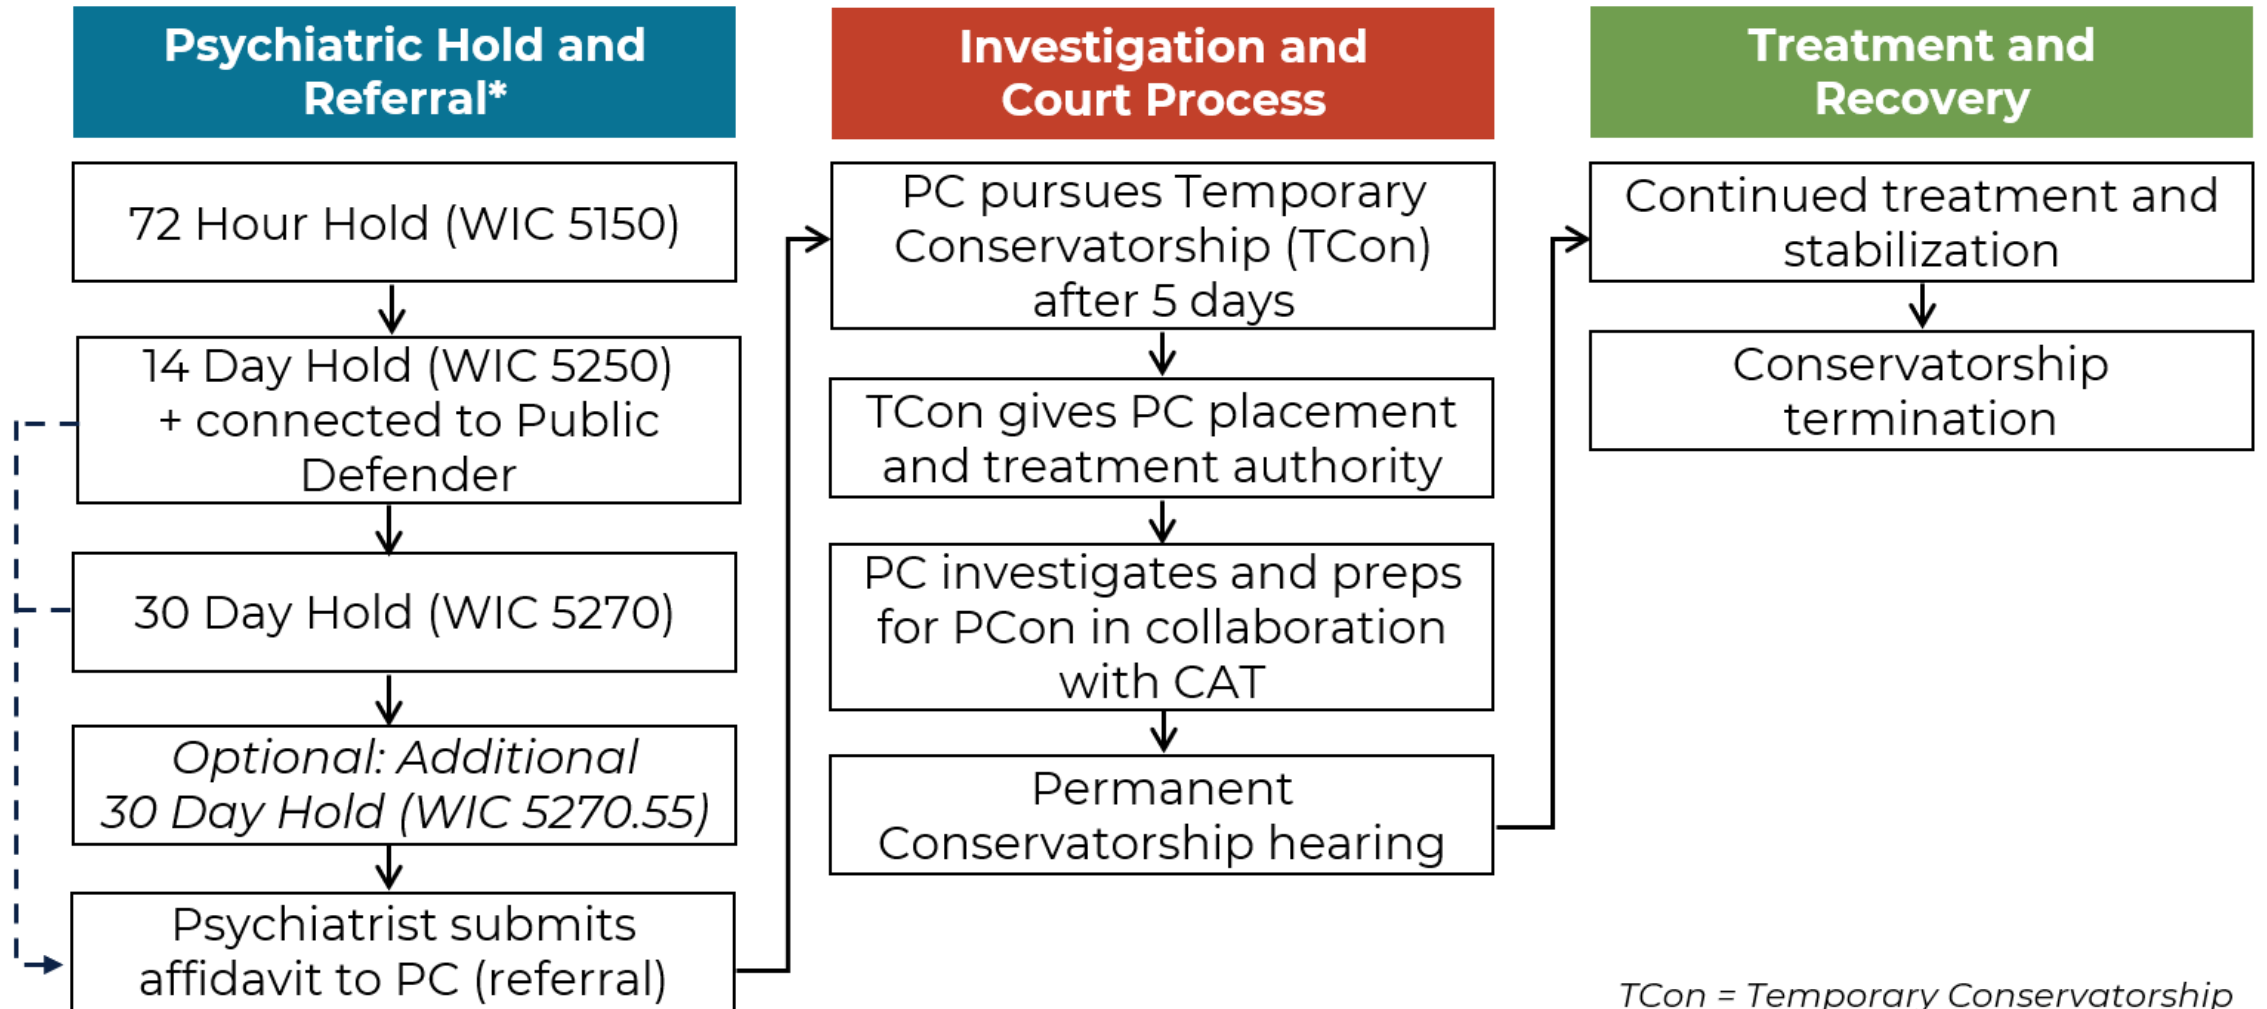 Psychiatric Hold and
Referral*
72 Hour Hold (WIC 5150)
14 Day Hold (WIC 5250)
+ connected to Public
Defender
30 Day Hold (WIC 5270)
Optional: Additional
30 Day Hold (WIC 5270.55)
Psychiatrist submits
affidavit to PC (referral)
Investigation and
Court Process
PC pursues Temporary
Conservatorship (TCon)
after 5 days
TCon gives PC placement
and treatment authority
PC investigates and preps
for PCon in collaboration
with CAT
Permanent
Conservatorship hearing
Treatment and
Recovery
Continued treatment and
stabilization
Conservatorship
termination
TCon = Temporary Conservatorship